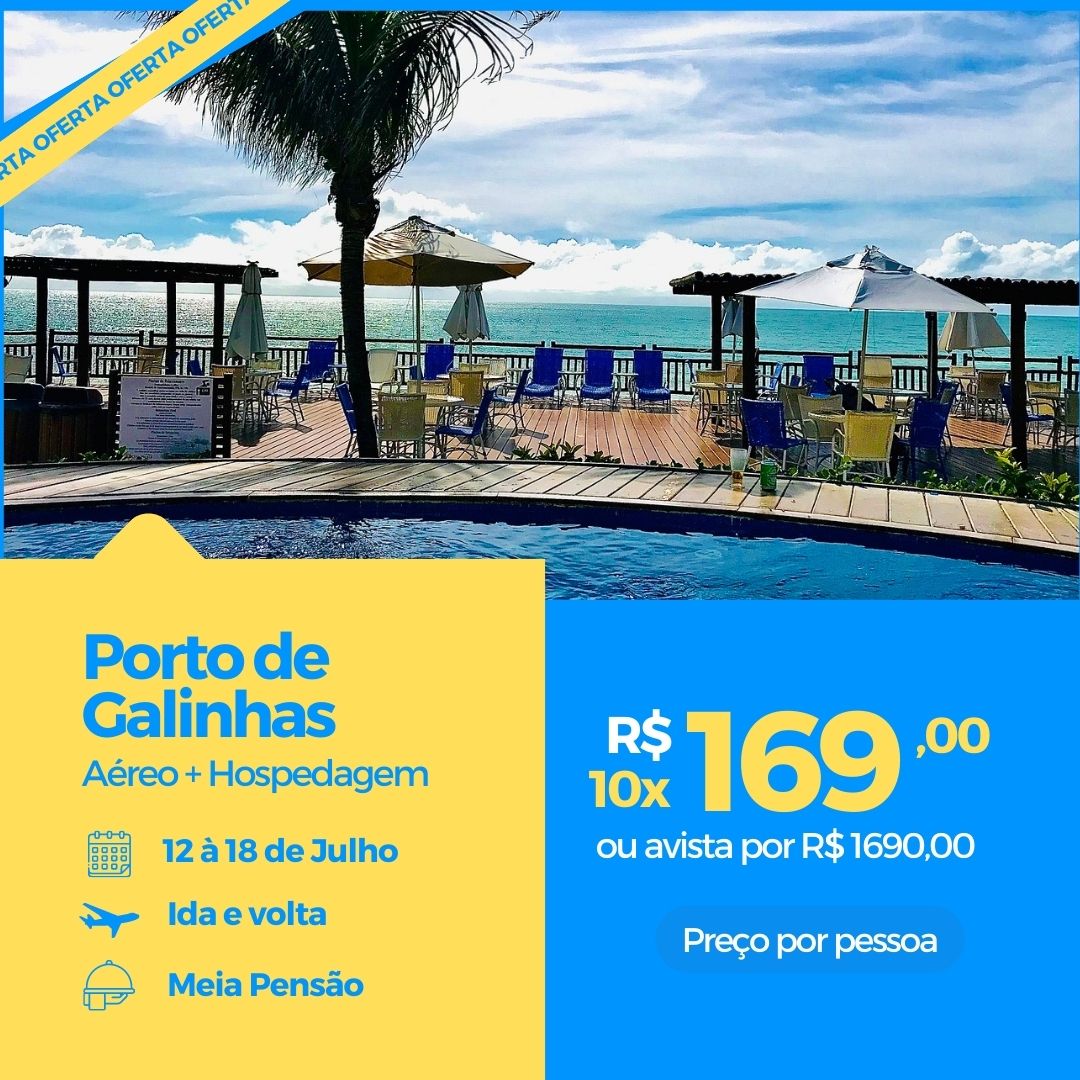 RTA OFERTA OFERTA OFERTA
Porto de
Galinhas
Aéreo + Hospedagem
12 à 18 de Julho
Ida e volta
Meia Pensão
R$ 169,00
10x
ou avista por R$ 1690,00
Preço por pessoa